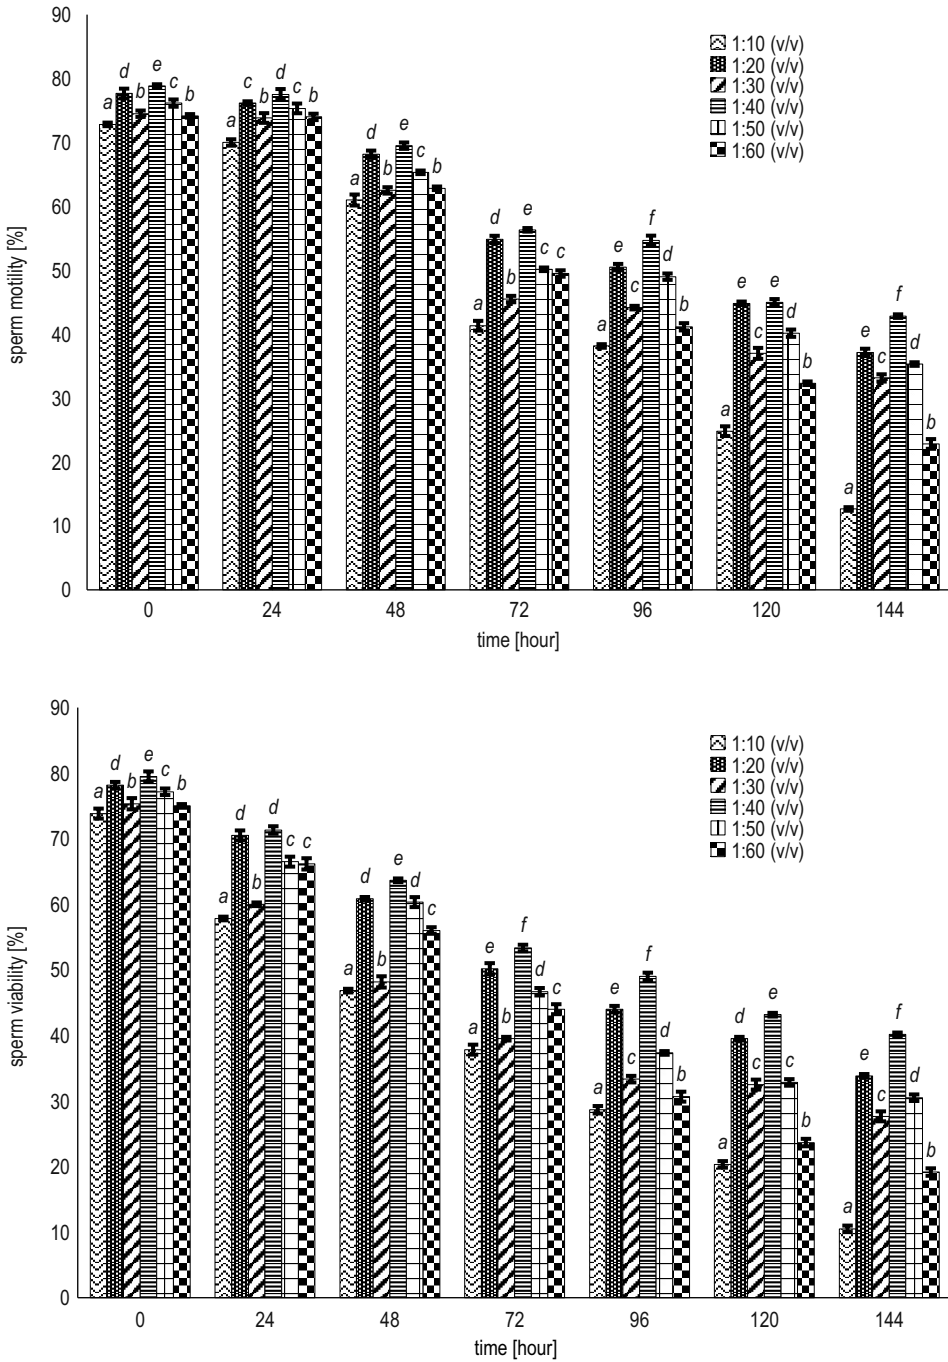 90
80
70
60
50
40
30
20
10
0
sperm motility [%]
1:10 (v/v)
1:20 (v/v)
1:30 (v/v)
1:40 (v/v)
1:50 (v/v)
1:60 (v/v)
a d b e c b
a c b d c b
a d b e c b
a d b e c c
a e c f d b
a e c e d b
a e c f d b
0 24 48 72 96 120 144
time [hour]
90
80
70
60
50
40
30
20
10
0
sperm viability [%]
1:10 (v/v)
1:20 (v/v)
1:30 (v/v)
1:40 (v/v)
1:50 (v/v)
1:60 (v/v)
a d b e c b
a d b d c c
a d b e d c
a e b f d c
a e c f d b
a d c e c b
a e c f d b
0 24 48 72 96 120 144
time [hour]